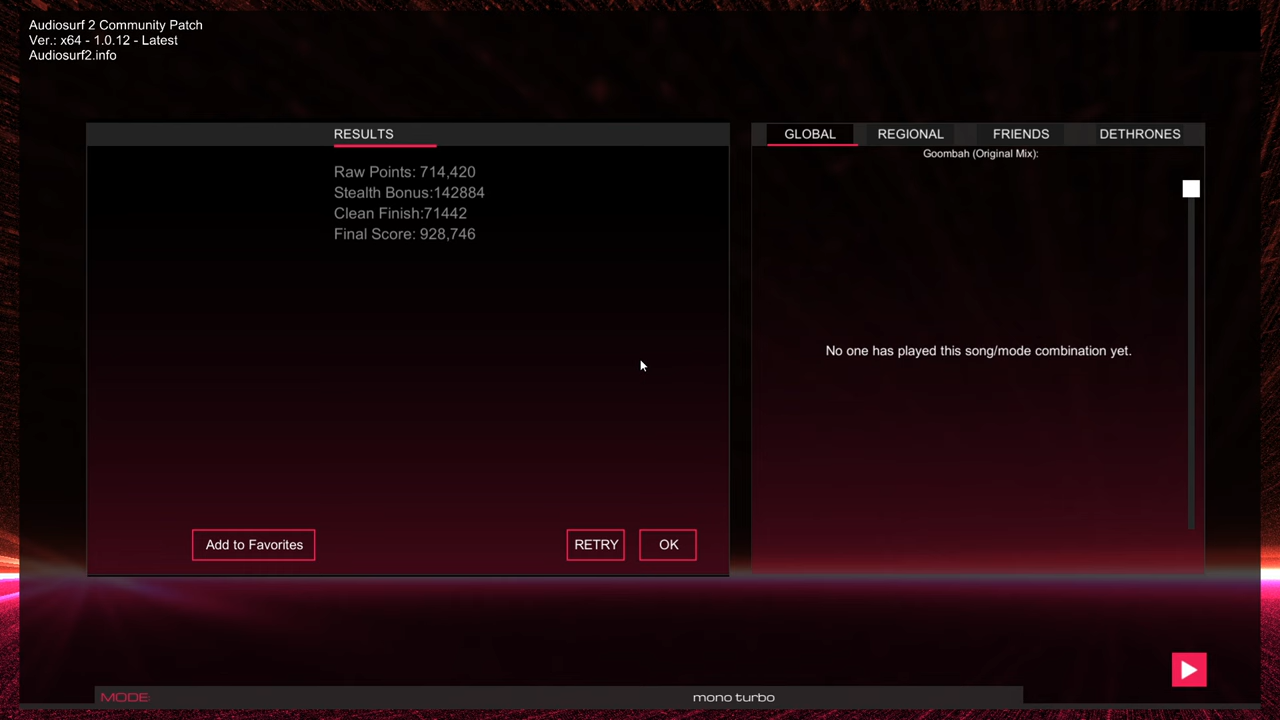 Audiosurf 2 Community Patch
Ver.: x64 - 1.0.12 - Latest
Audiosurf2.info
RESULTS
Raw Points: 714,420
Stealth Bonus:142884
Clean Finish:71442
Final Score: 928,746
Add to Favorites
RETRY
OK
GLOBAL
REGIONAL
FRIENDS
DETHRONES
Goombah (Original Mix):
No one has played this song/mode combination yet.
MODE:
mono turbo